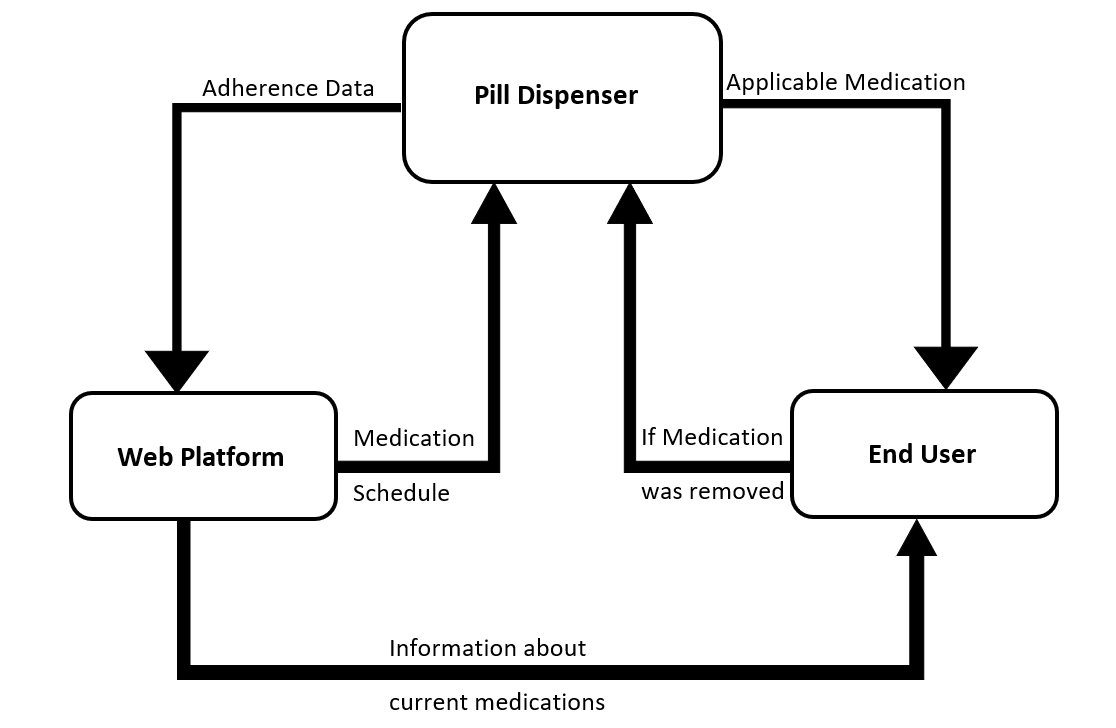 Adherence Data
Pill Dispenser
Applicable Medication
Medication
Schedule
If Medication
was removed
Web Platform
End User
Information about
current medications